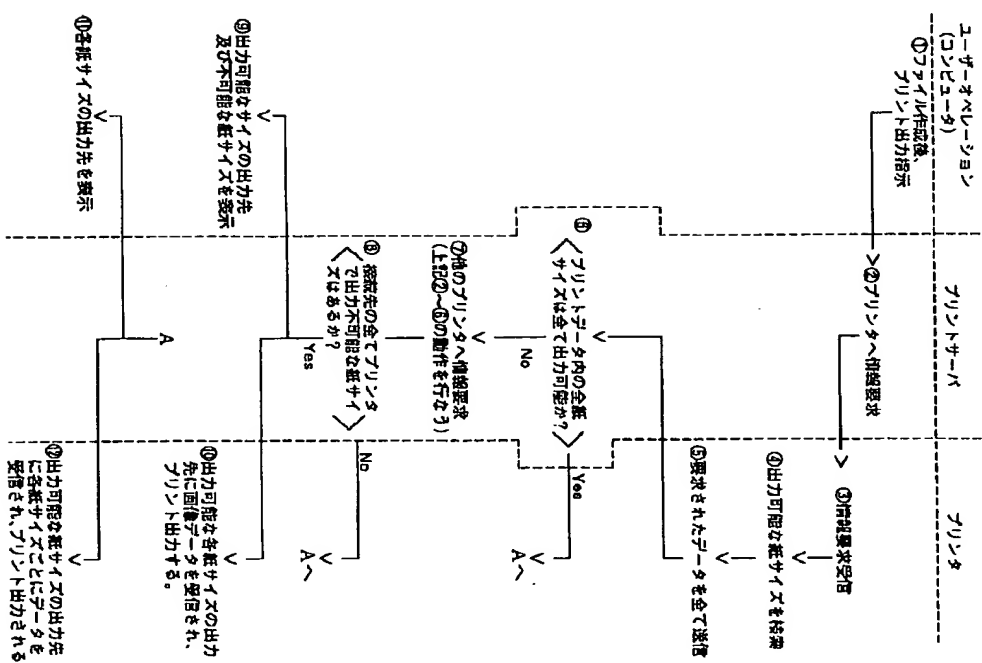 ユーザーオペレーション
(コンピュータ)
プリントサーバ
プリンタ
①ファイル作成後、
プリント出力指示
②プリンタへ情報要求
③情報要求受信
④出力可能な紙サイズを検索
⑤要求されたデータを全て送信
⑥
プリントデータ内の全紙
サイズは全て出力可能か?
Yes
Aへ
No
⑦他のプリンタへ情報要求
(上記②~⑥の動作を行なう)
⑧ 接続先の全てプリンタ
で出力不可能な紙サイ
ズはあるか?
No
Aへ
Yes
⑨出力可能なサイズの出力先
及び不可能な紙サイズを表示
⑩出力可能な各紙サイズの出力
先に画像データを受信され、
プリント出力する。
A
⑪各紙サイズの出力先を表示
⑫出力可能な紙サイズの出力先
に各紙サイズごとにデータを
受信され、プリント出力される